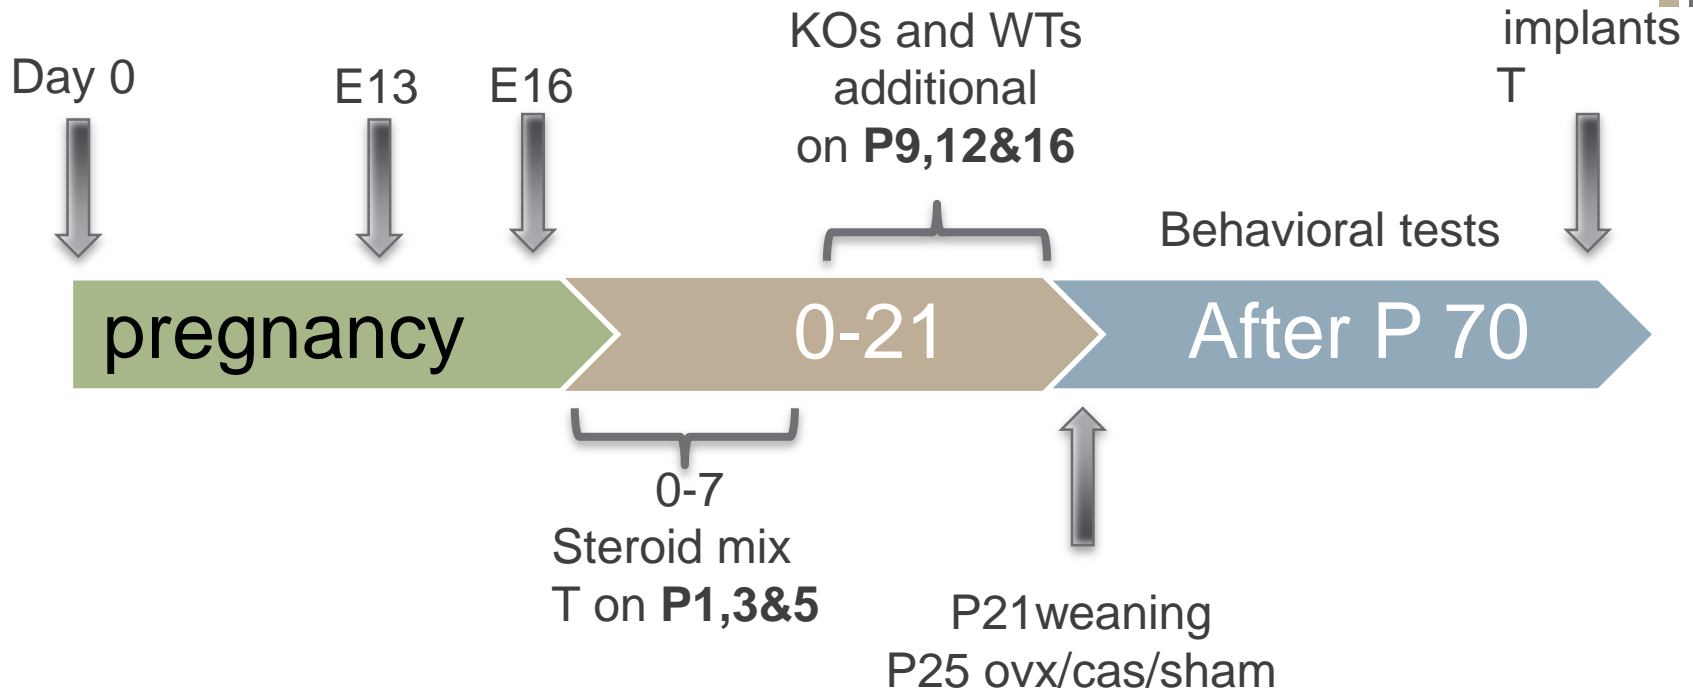 Day 0
E13
E16
KOs and WTs
additional
on P9,12&16
Behavioral tests
implants
T
pregnancy
0-21
After P 70
0-7
Steroid mix
T on P1,3&5
P21weaning
P25 ovx/cas/sham